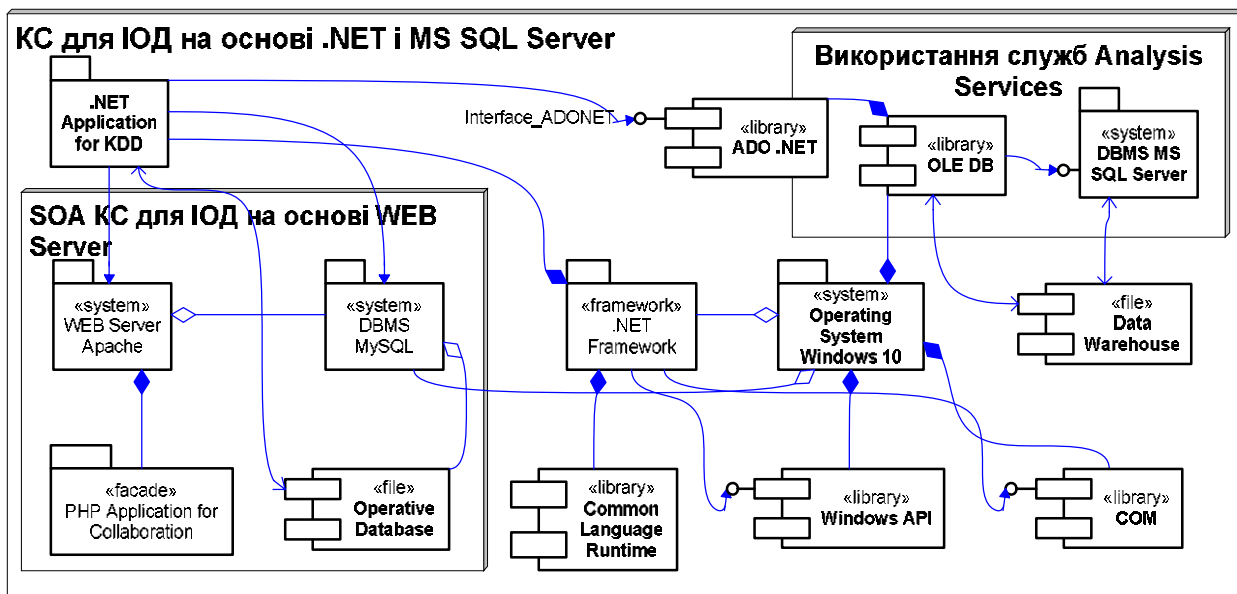 КС для ІОД на основі .NET і MS SQL Server
Використання служб Analysis
Services
.NET
Application
for KDD
Interface_ADONET
«library»
ADO .NET
«library»
OLE DB
«system»
DBMS MS
SQL Server
SOA КС для ІОД на основі WEB
Server
«system»
WEB Server
Apache
«system»
DBMS
MySQL
«framework»
.NET
Framework
«system»
Operating
System
Windows 10
«file»
Data
Warehouse
«facade»
PHP Application for
Collaboration
«file»
Operative
Database
«library»
Common
Language
Runtime
«library»
Windows API
«library»
COM